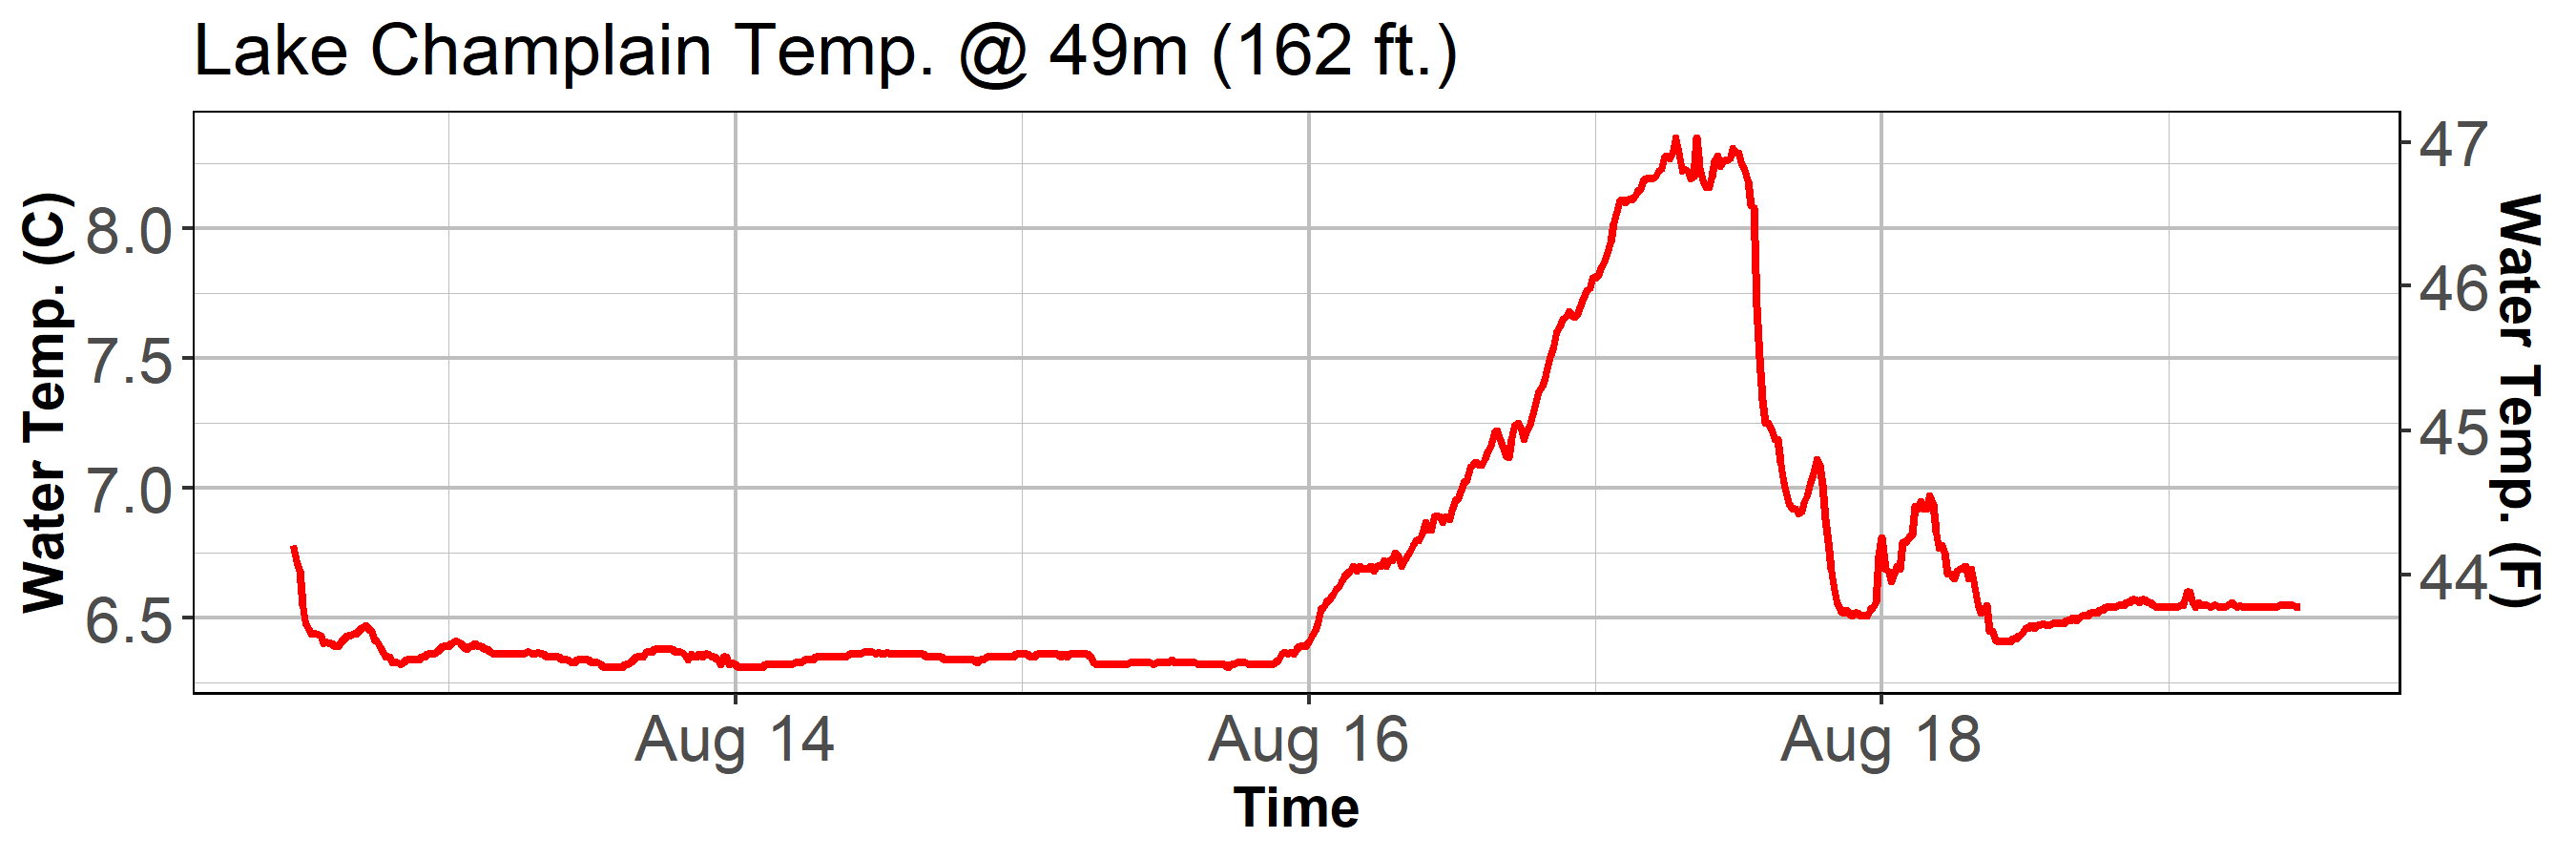 Lake Champlain Temp. @ 49m (162 ft.)
Water Temp. (C)
8.0
7.5
7.0
6.5
47
46
45
44
Water Temp. (F)
Aug 14
Aug 16
Aug 18
Time